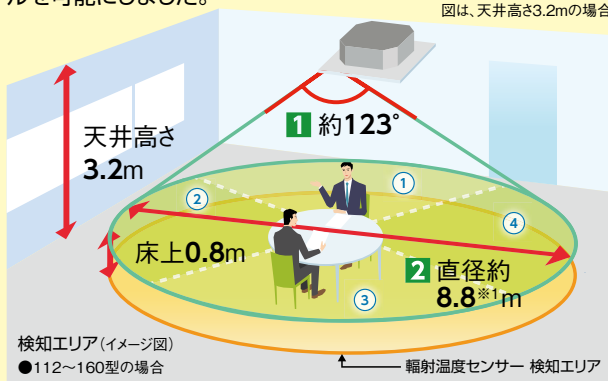 ルを可能にしました。
図は、天井高さ3.2mの場合
1 約123°
天井高さ
3.2m
①
②
④
床上0.8m
2 直径約
8.8※1m
③
検知エリア(イメージ図)
●112〜160型の場合
輻射温度センサー 検知エリア